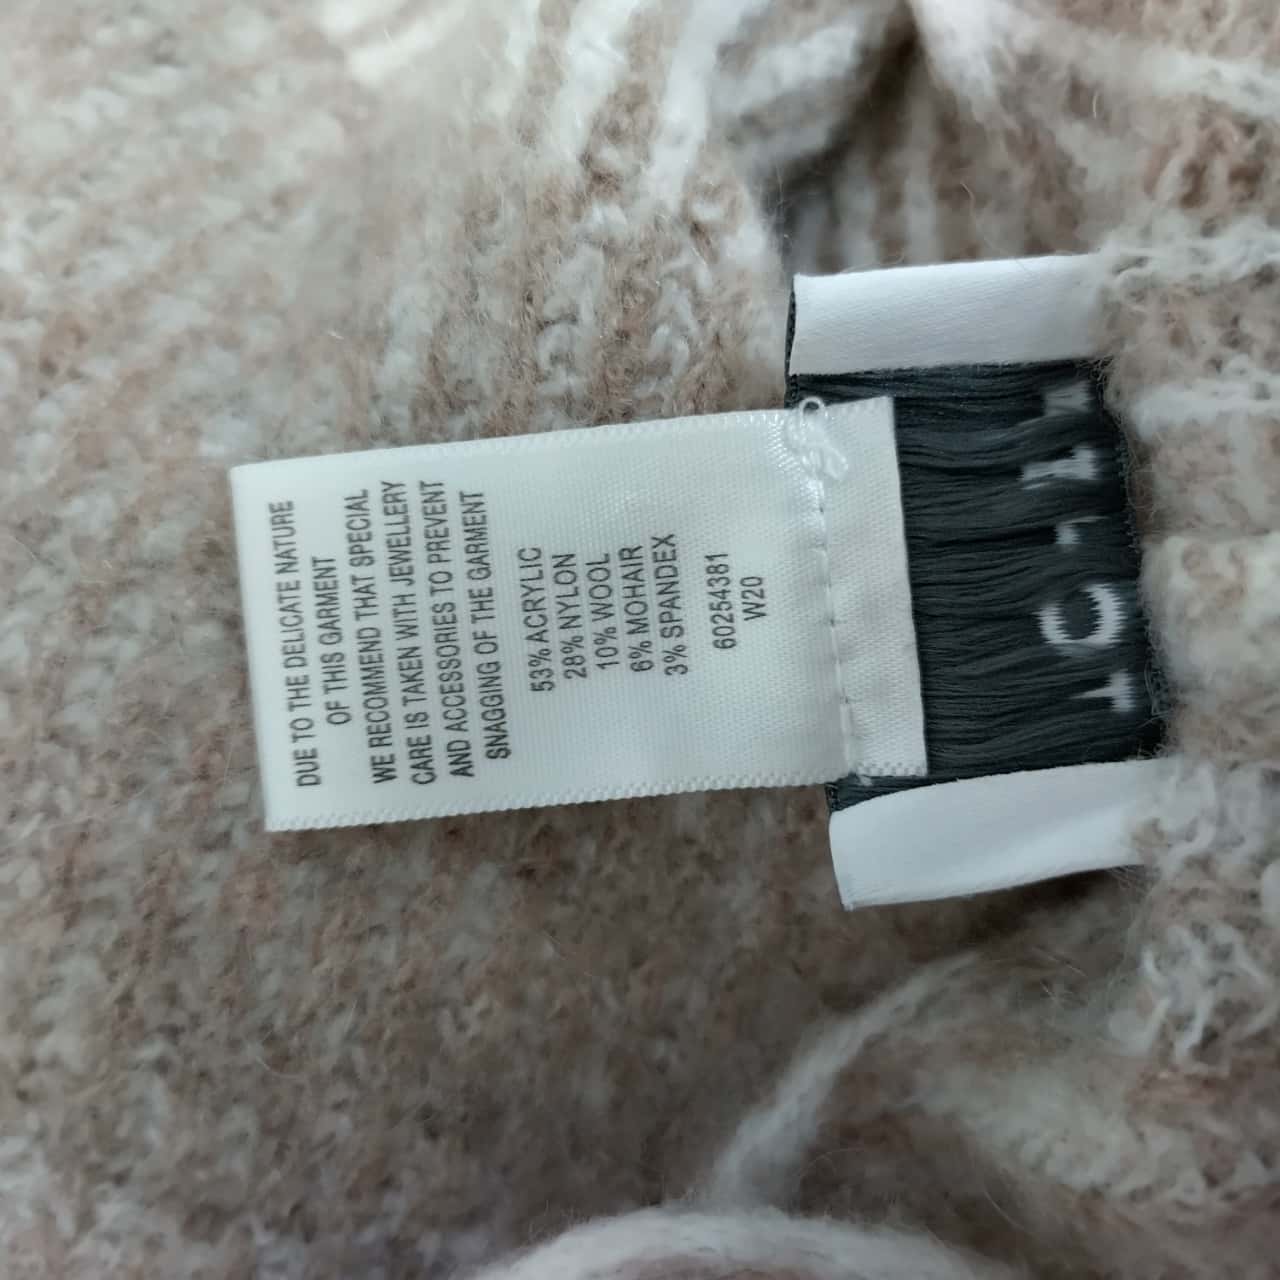 DUE TO THE DELICATE NATURE
OF THIS GARMENT
WE RECOMMEND THAT SPECIAL
CARE IS TAKEN WITH JEWELLERY
AND ACCESSORIES TO PREVENT
SNAGGING OF THE GARMENT
53% ACRYLIC
28% NYLON
10% WOOL
6% MOHAIR
3% SPANDEX
60254381
W20